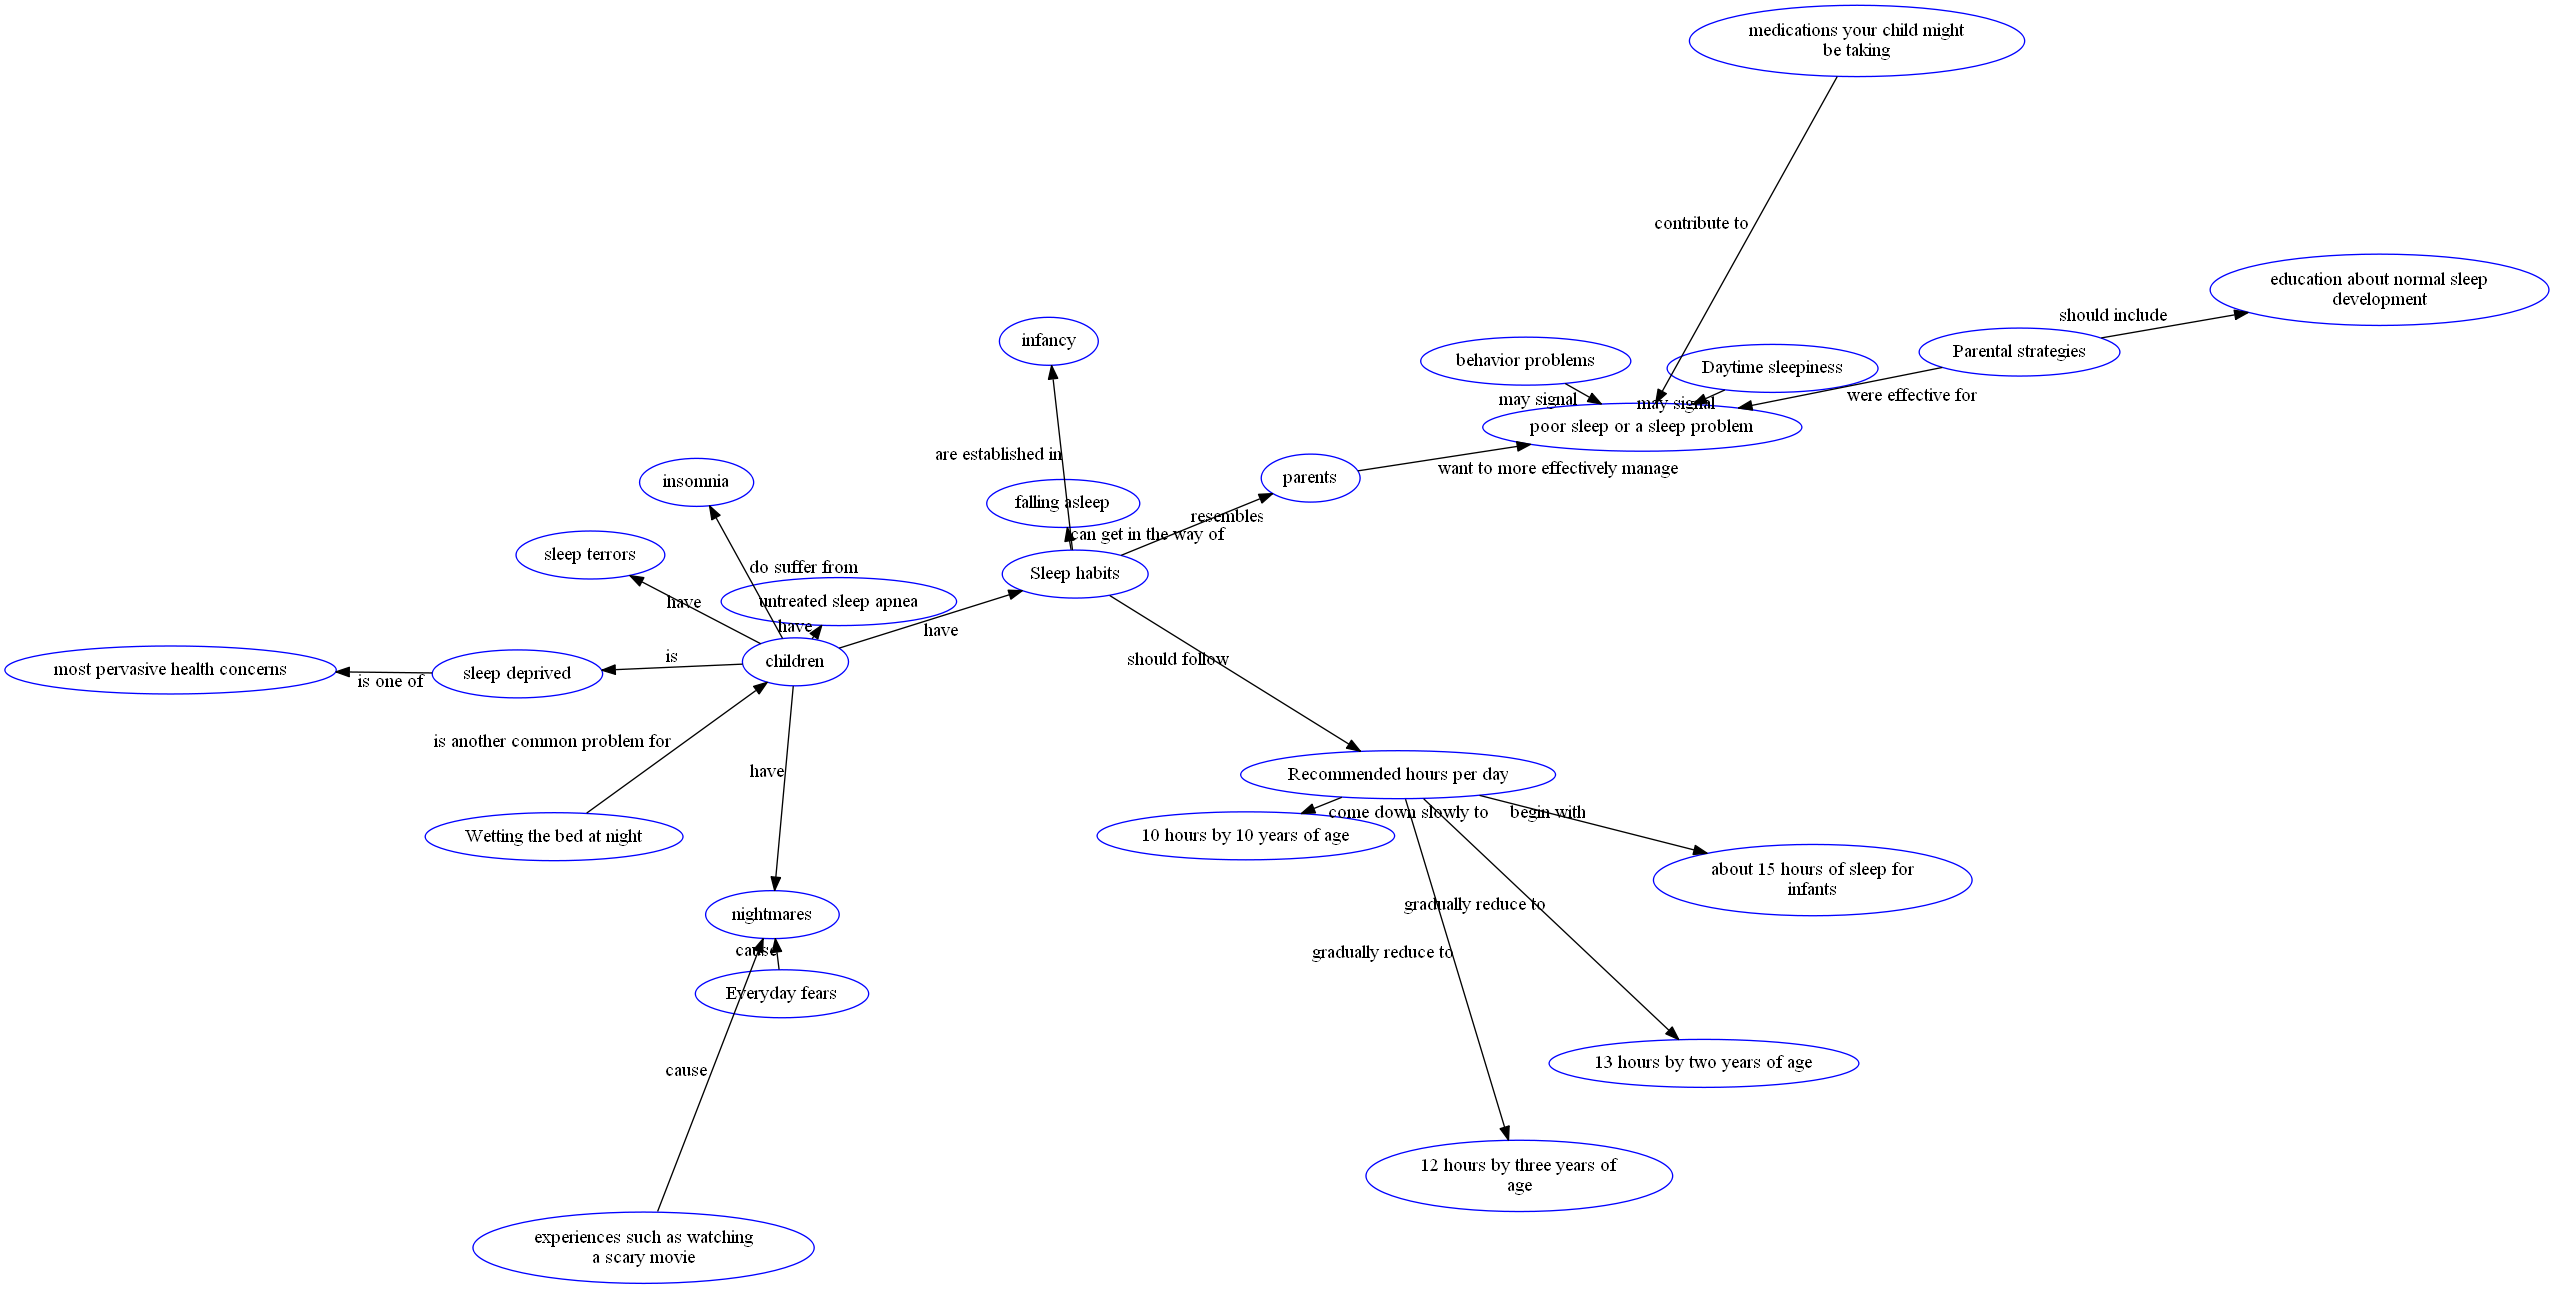 medications your child might
be taking
contribute to
education about normal sleep
development
should include
infancy
Parental strategies
behavior problems
Daytime sleepiness
were effective for
may signal
may signal
poor sleep or a sleep problem
are established in
want to more effectively manage
parents
insomnia
falling asleep
resembles
can get in the way of
sleep terrors
do suffer from
Sleep habits
have
untreated sleep apnea
have
have
should follow
is
children
most pervasive health concerns
sleep deprived
is one of
is another common problem for
have
Recommended hours per day
come down slowly to
begin with
Wetting the bed at night
10 hours by 10 years of age
about 15 hours of sleep for
infants
gradually reduce to
nightmares
cause
gradually reduce to
Everyday fears
cause
13 hours by two years of age
12 hours by three years of
age
experiences such as watching
a scary movie